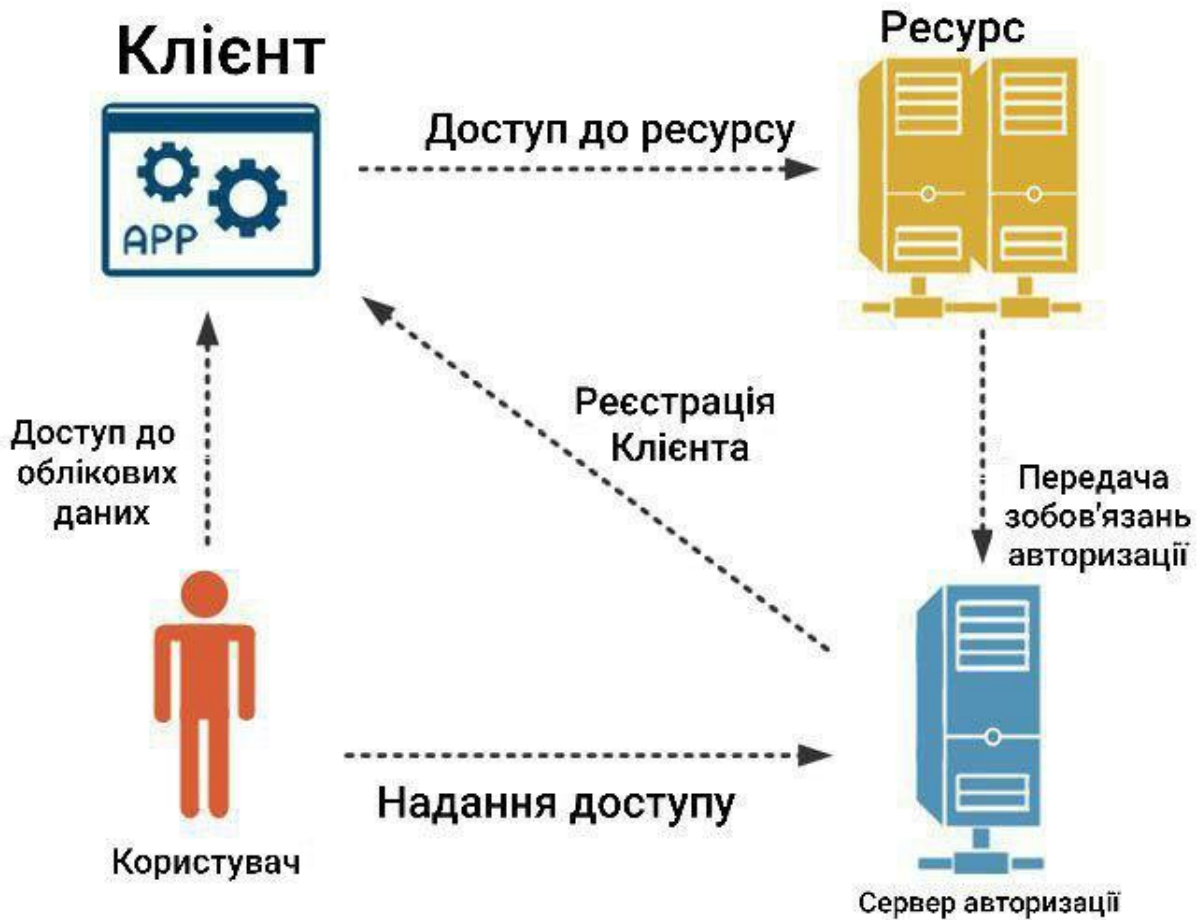 Клієнт
Ресурс
Доступ до ресурсу
APP
Реєстрація
Клієнта
Доступ до
облікових
даних
Передача
зобов'язань
авторизації
Надання доступу
Користувач
Сервер авторизації